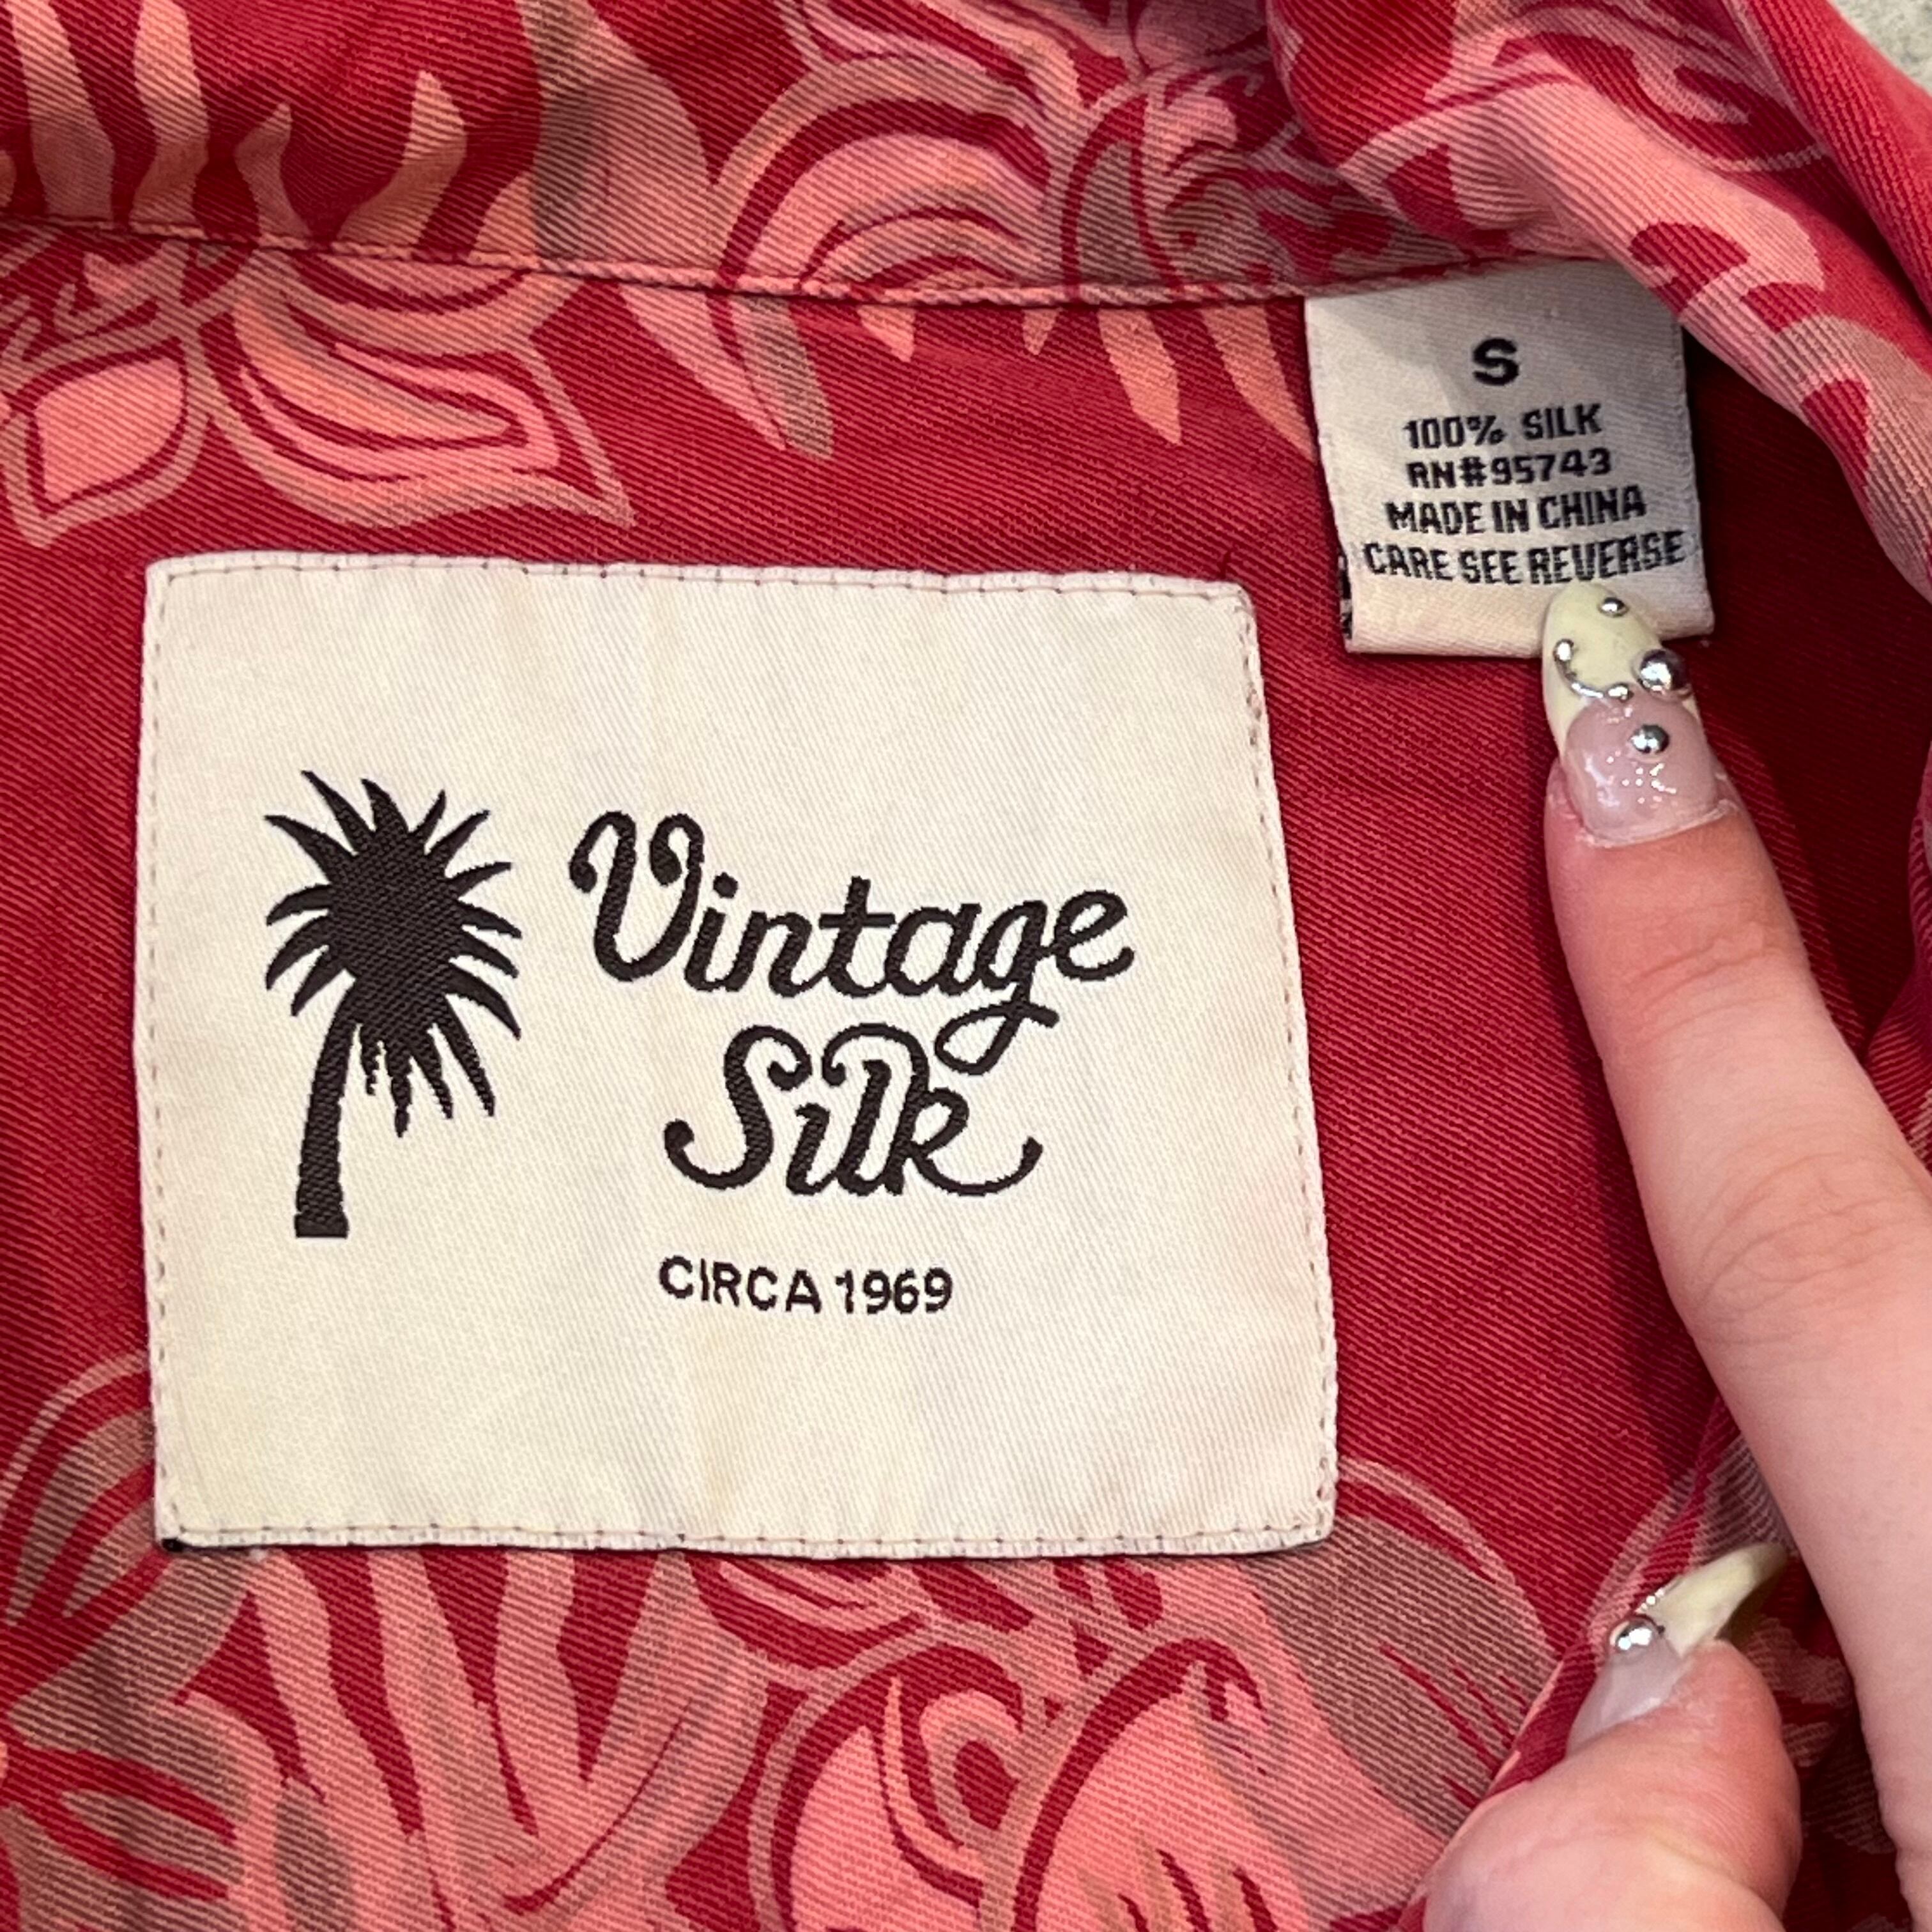 S
100% SILK
RN#95743
MADE IN CHINA
CARE SEE REVERSE
Vintage
Silk
CIRCA 1969